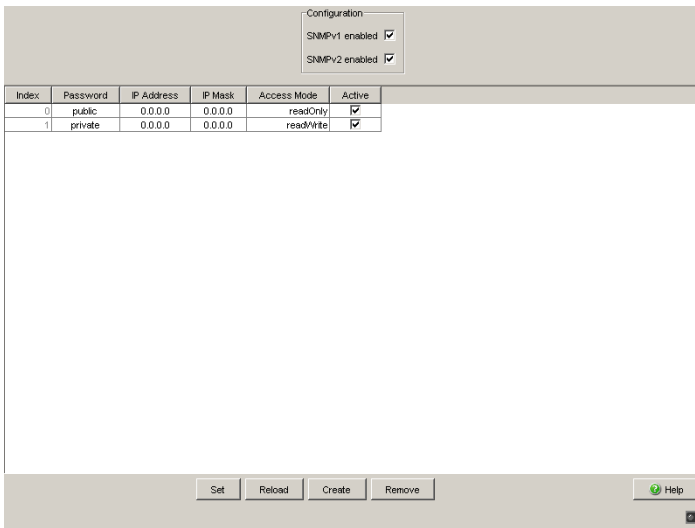 Configuration
SNMPv1 enabled
SNMPv2 enabled
Index Password IP Address IP Mask Access Mode Active
0 public 0.0.0.0 0.0.0.0 readOnly
1 private 0.0.0.0 0.0.0.0 readWrite
Set Reload Create Remove Help